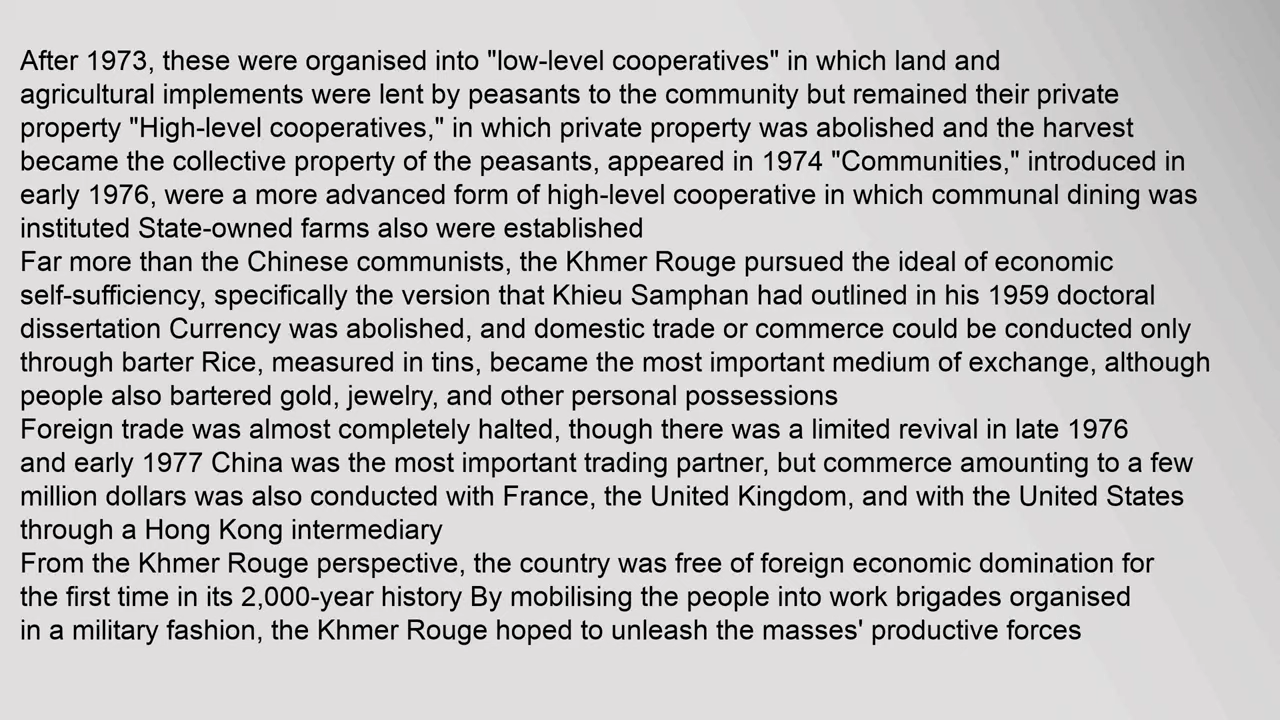 After 1973, these were organised into "low-level cooperatives" in which land and
agricultural implements were lent by peasants to the community but remained their private
property "High-level cooperatives," in which private property was abolished and the harvest
became the collective property of the peasants, appeared in 1974 "Communities," introduced in
early 1976, were a more advanced form of high-level cooperative in which communal dining was
instituted State-owned farms also were established
Far more than the Chinese communists, the Khmer Rouge pursued the ideal of economic
self-sufficiency, specifically the version that Khieu Samphan had outlined in his 1959 doctoral
dissertation Currency was abolished, and domestic trade or commerce could be conducted only
through barter Rice, measured in tins, became the most important medium of exchange, although
people also bartered gold, jewelry, and other personal possessions
Foreign trade was almost completely halted, though there was a limited revival in late 1976
and early 1977 China was the most important trading partner, but commerce amounting to a few
million dollars was also conducted with France, the United Kingdom, and with the United States
through a Hong Kong intermediary
From the Khmer Rouge perspective, the country was free of foreign economic domination for
the first time in its 2,000-year history By mobilising the people into work brigades organised
in a military fashion, the Khmer Rouge hoped to unleash the masses' productive forces